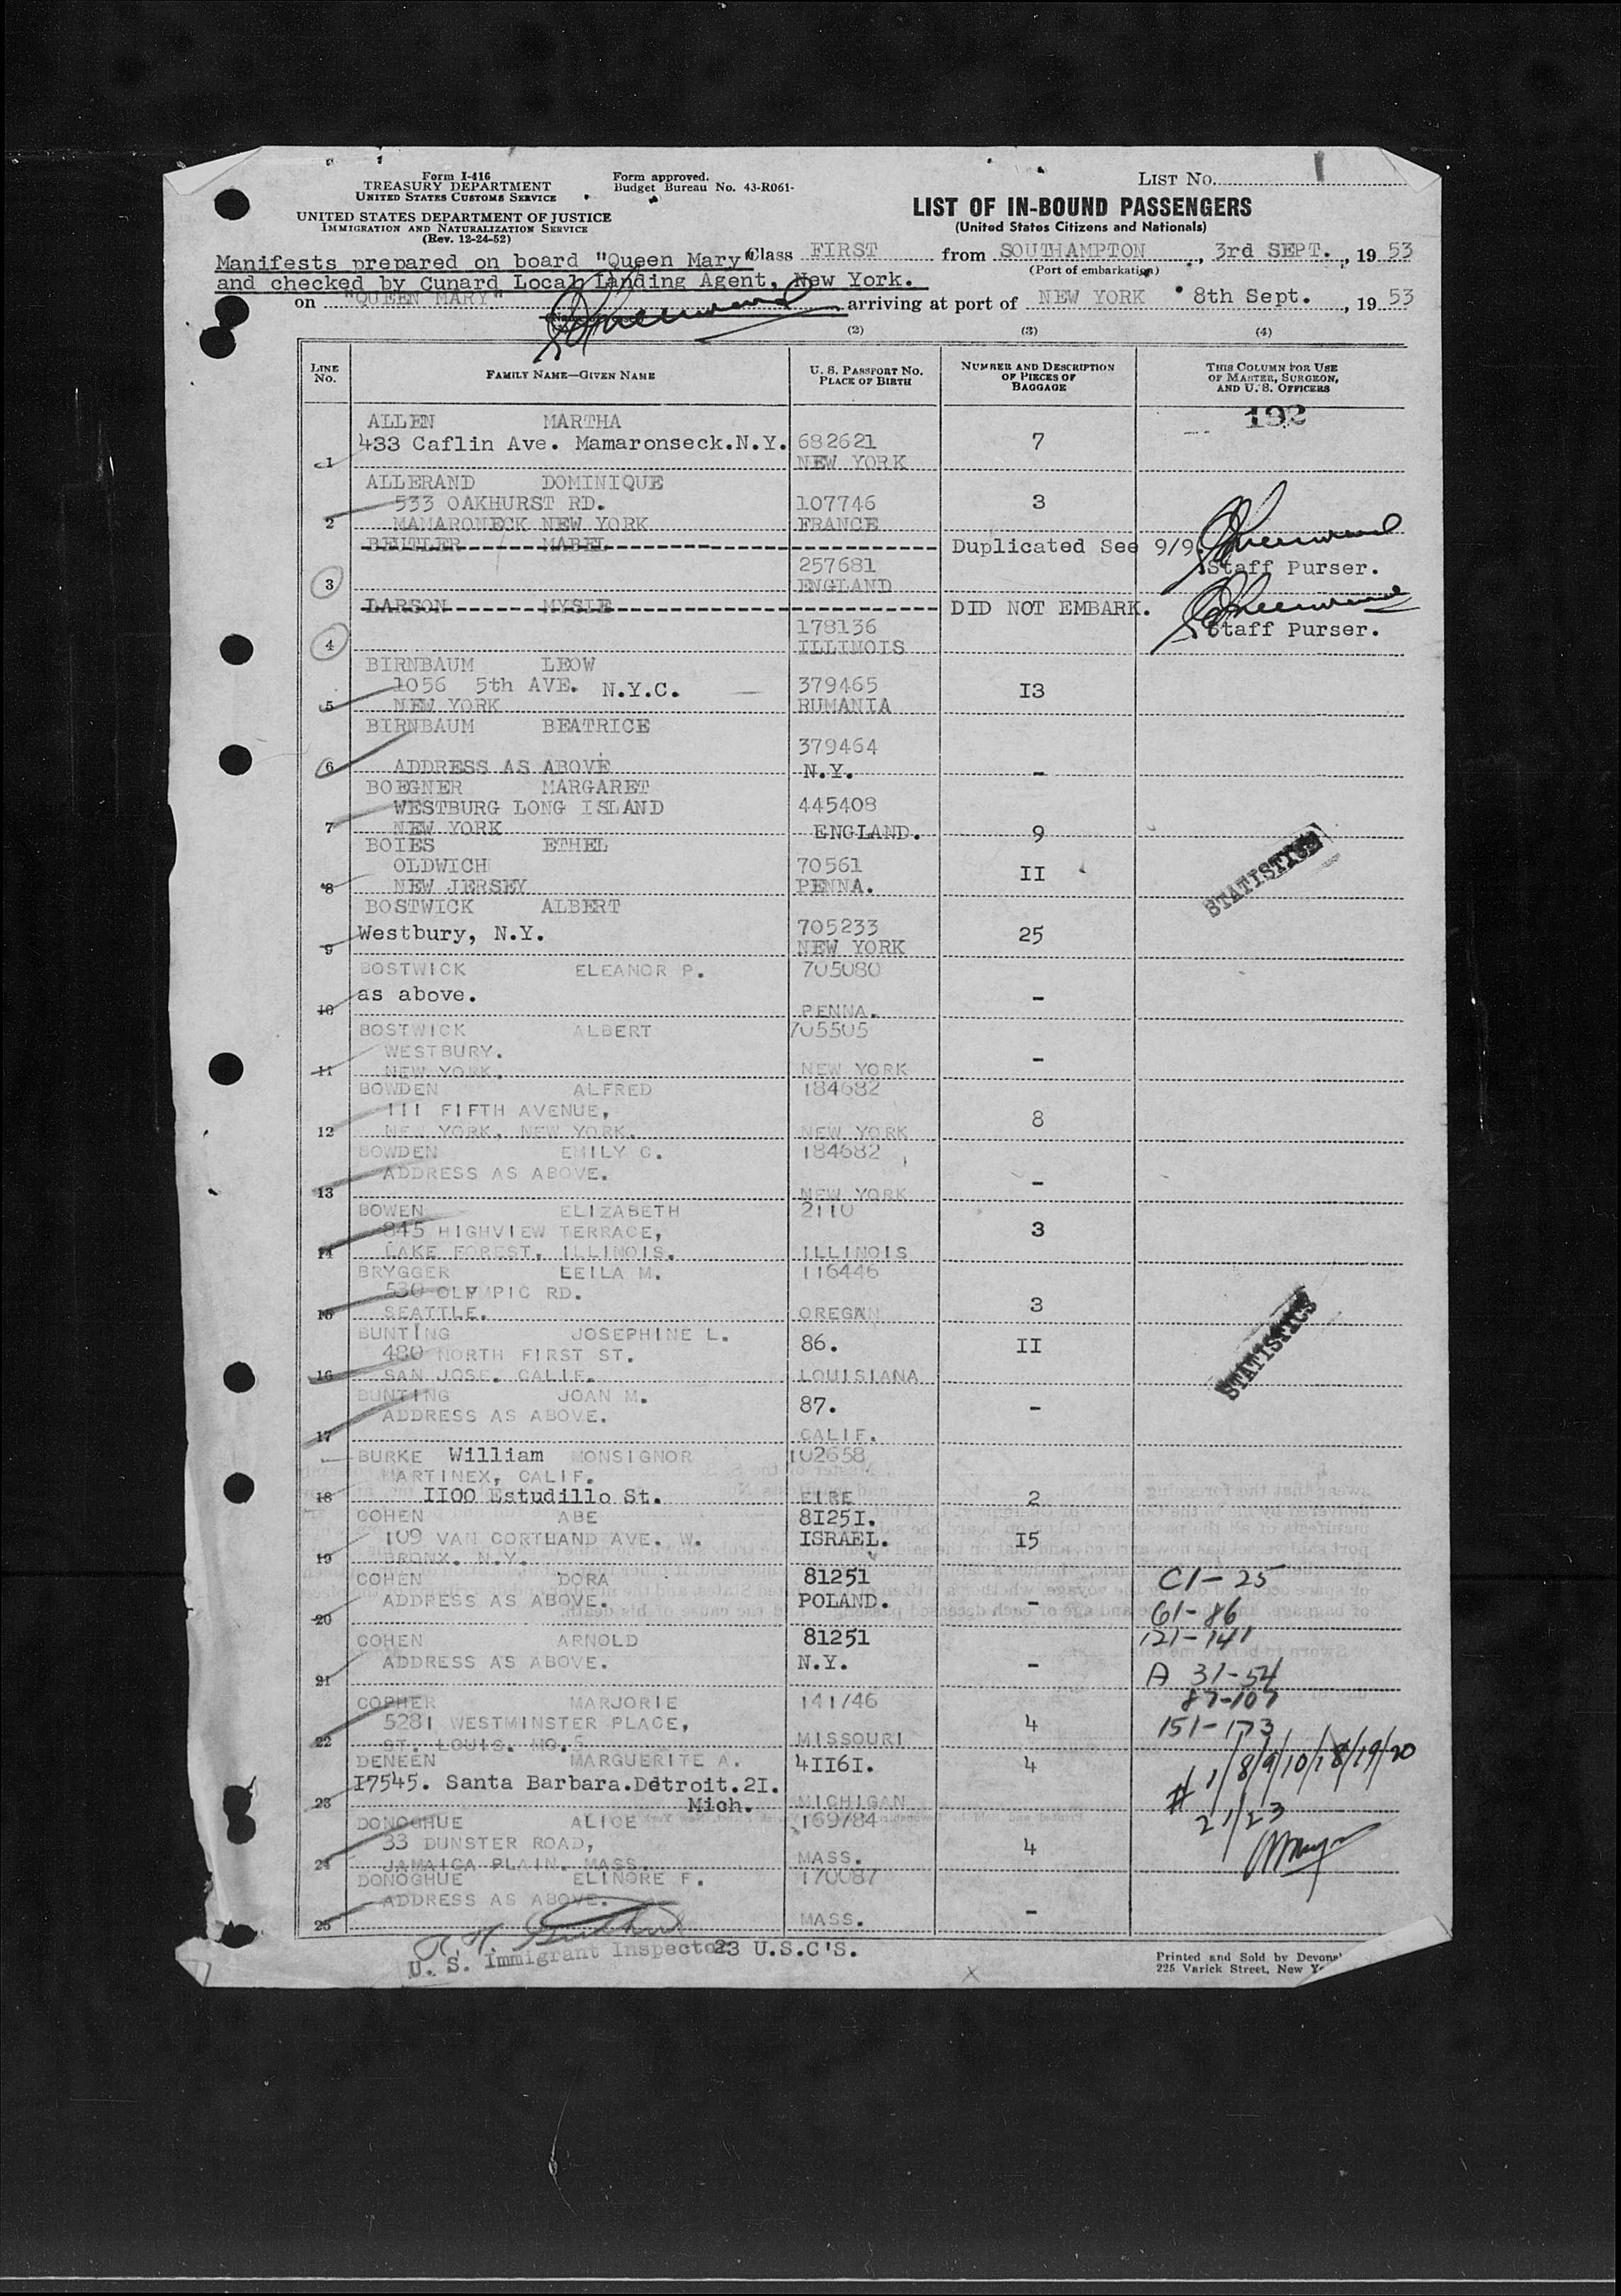 Form I-416
TREASURY DEPARTMENT
UNITED STATES CUSTOMS SERVICE
UNITED STATES DEPARTMENT OF JUSTICE
IMMIGRATION AND NATURALIZATION SERVICE
(Rev. 12-24-52)
Form approved.
Budget Bureau No. 43-R061-
LIST NO. 1
LIST OF IN-BOUND PASSENGERS
(United States Citizens and Nationals)
Manifests prepared on board "Queen Mary" Class FIRST from SOUTHAMPTON, 3rd SEPT., 19 53
(Port of embarkation)
and checked by Cunard Local Landing Agent, New York.
on "QUEEN MARY" arriving at port of NEW YORK 8th Sept., 19 53
(2) (3) (4)
LINE NO. FAMILY NAME—GIVEN NAME U. S. PASSPORT NO. PLACE OF BIRTH NUMBER AND DESCRIPTION OF PIECES OF BAGGAGE THIS COLUMN FOR USE OF MASTER, SURGEON, AND U. S. OFFICERS
192
ALLEN MARTHA
433 Caflin Ave. Mamaronseck.N.Y. 682621 7
1 NEW YORK
ALLERAND DOMINIQUE
533 OAKHURST RD. 107746 3
2 MAMARONECK NEW YORK FRANCE
BEUTLER MABEL Duplicated See 9/9.
257681 Staff Purser.
3 ENGLAND
LARSON MYSIE DID NOT EMBARK.
178136 Staff Purser.
4 ILLINOIS
BIRNBAUM LEOW
1056 5th AVE. N.Y.C. 379465 I3
5 NEW YORK RUMANIA
BIRNBAUM BEATRICE
379464
6 ADDRESS AS ABOVE N.Y. -
BOEGNER MARGARET
WESTBURG LONG ISLAND 445408
7 NEW YORK ENGLAND. 9
BOIES ETHEL
OLDWICH 70561 II
8 NEW JERSEY PENNA.
STATISTICS
BOSTWICK ALBERT
Westbury, N.Y. 705233 25
9 NEW YORK
BOSTWICK ELEANOR P. 705080
as above. -
10 PENNA.
BOSTWICK ALBERT 705505
WESTBURY. -
11 NEW YORK. NEW YORK
BOWDEN ALFRED 184682
111 FIFTH AVENUE, 8
12 NEW YORK, NEW YORK. NEW YORK
BOWDEN EMILY C. 184682
ADDRESS AS ABOVE. -
13 NEW YORK
BOWEN ELIZABETH 2110
845 HIGHVIEW TERRACE, 3
14 LAKE FOREST, ILLINOIS. ILLINOIS
BRYGGER LEILA M. 116446
530 OLYMPIC RD. 3
15 SEATTLE. OREGAN
BUNTING JOSEPHINE L. 86. II
480 NORTH FIRST ST.
16 SAN JOSE. CALIF. LOUISIANA
STATISTICS
BUNTING JOAN M. 87. -
ADDRESS AS ABOVE.
17 CALIF.
BURKE William MONSIGNOR 102658
MARTINEX, CALIF.
18 II00 Estudillo St. EIRE 2
COHEN ABE 8I25I.
109 VAN CORTLAND AVE. W. ISRAEL. I5
19 BRONX. N.Y.
COHEN DORA 81251 C1-25
ADDRESS AS ABOVE. POLAND. - 61-86
20
COHEN ARNOLD 81251 121-141
ADDRESS AS ABOVE. N.Y. - A 31-54
21
COPHER MARJORIE 141746 87-107
5281 WESTMINSTER PLACE, 4 151-173
22 ST. LOUIS. MO. MISSOURI
DENEEN MARGUERITE A. 4II6I. 4 # 1/8/9/10/18/19/20
I7545. Santa Barbara.Detroit.2I.
23 Mich. MICHIGAN 21/23
DONOGHUE ALICE 169784
33 DUNSTER ROAD, 4
24 JAMAICA PLAIN. MASS. MASS.
DONOGHUE ELINORE F. 170087
ADDRESS AS ABOVE. -
25 MASS.
U. S. Immigrant Inspector 23 U.S.C'S.
Printed and Sold by
225 Varick Street, New